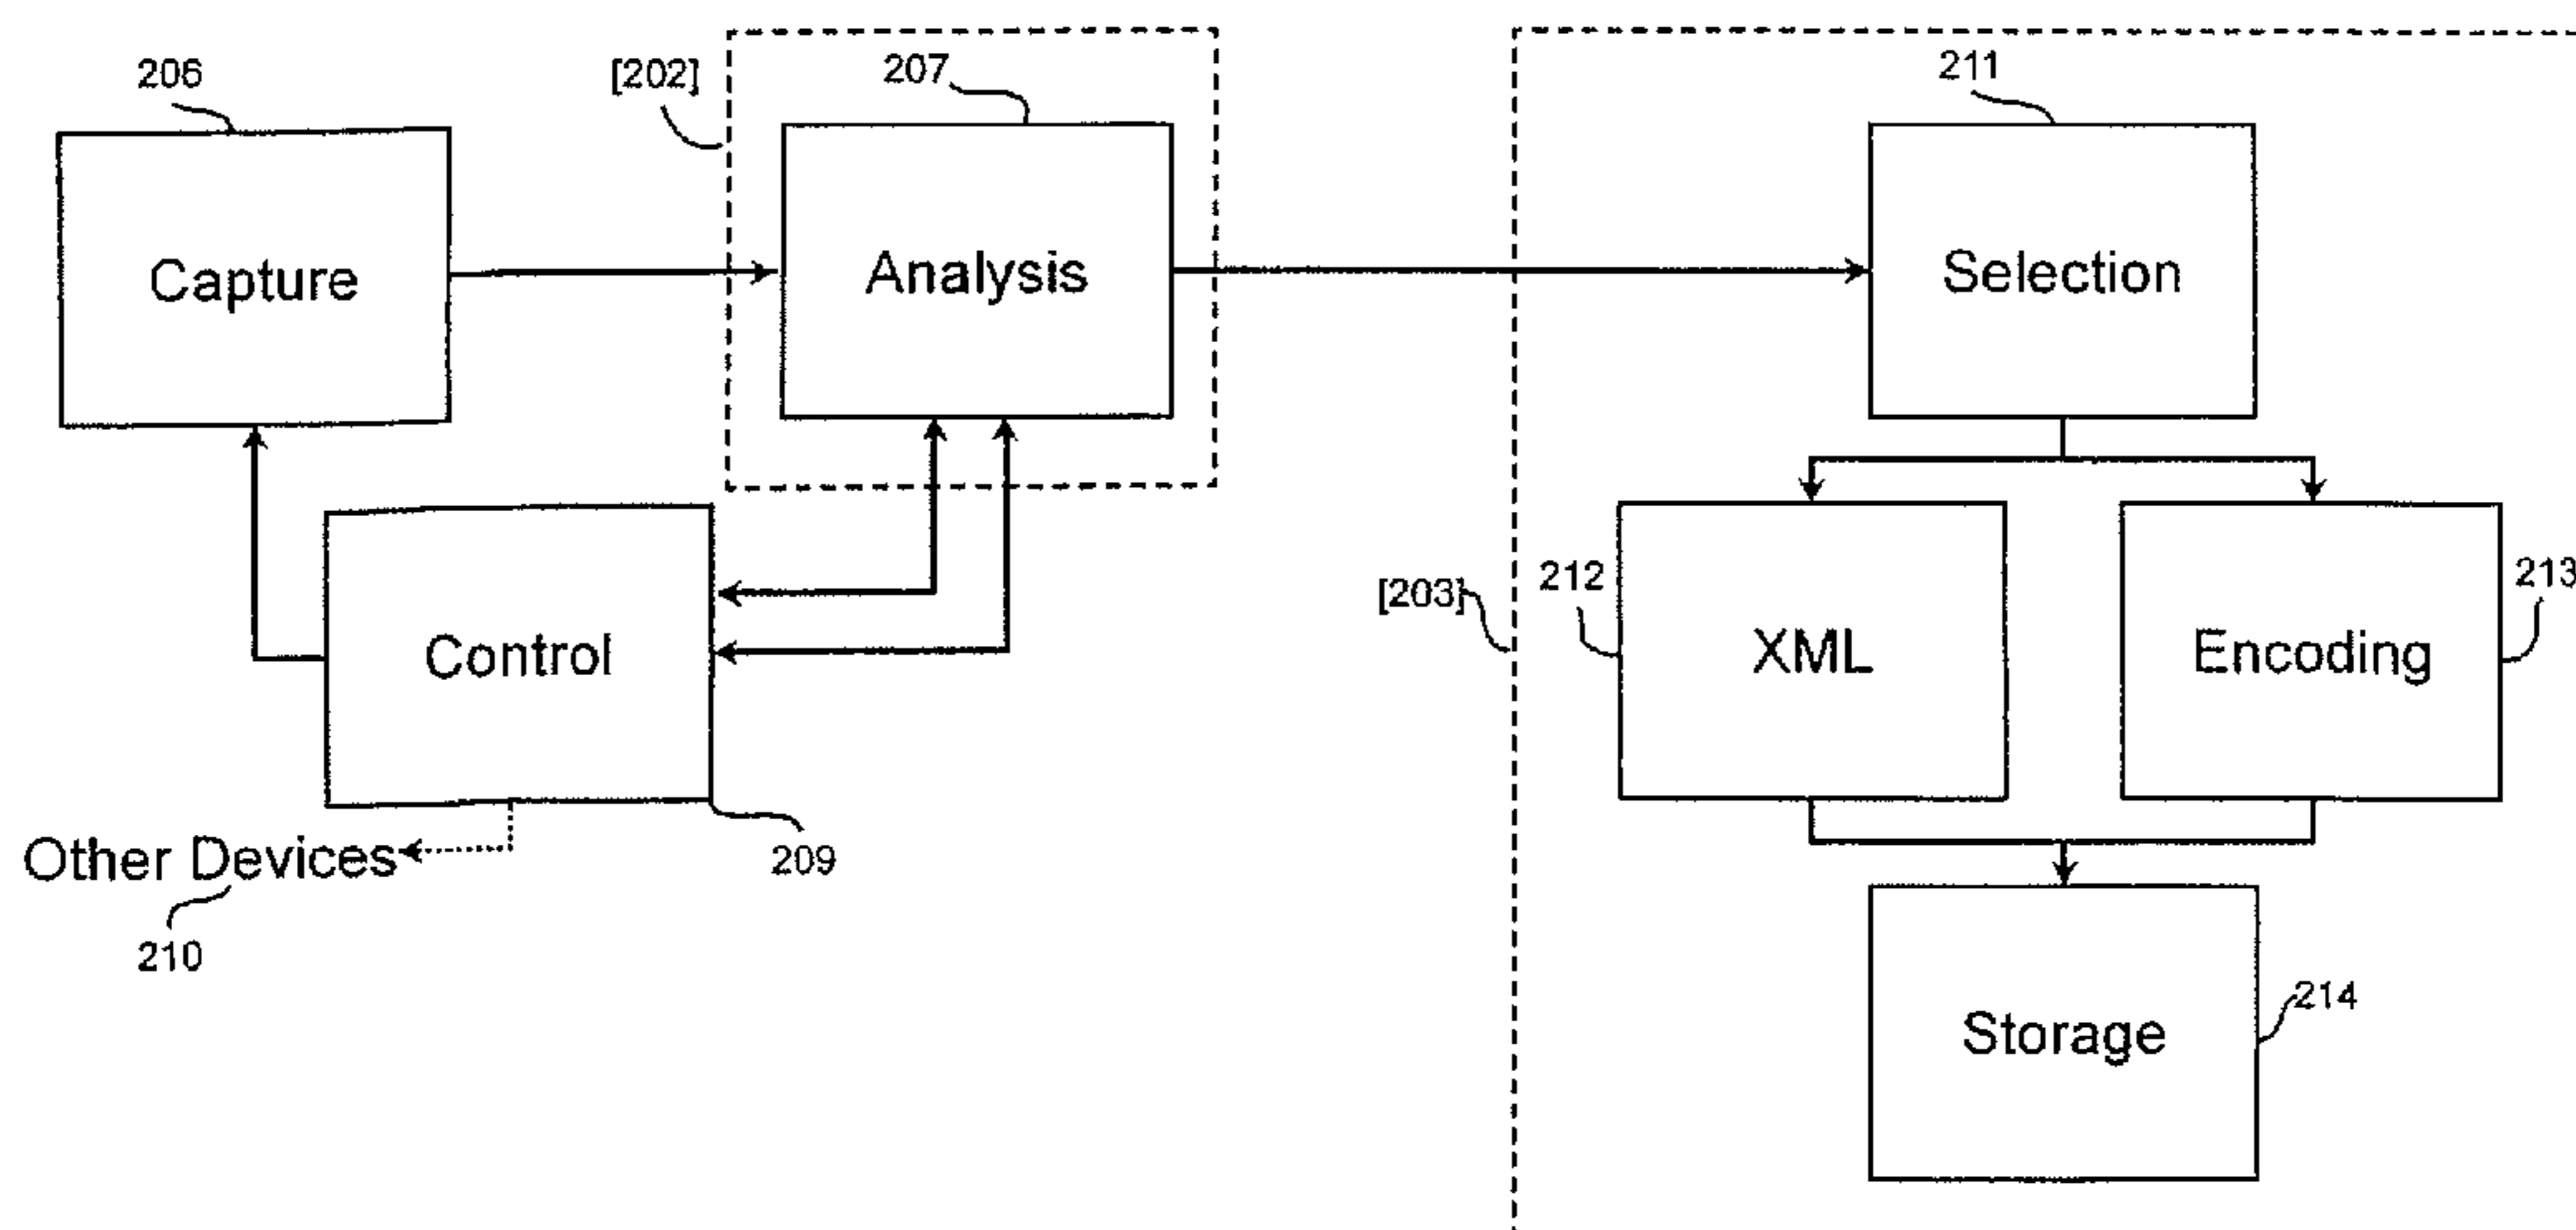 206
[202]
207
211
Capture
Analysis
Selection
Control
[203]
212
XML
Encoding
213
Other Devices
209
210
Storage
214